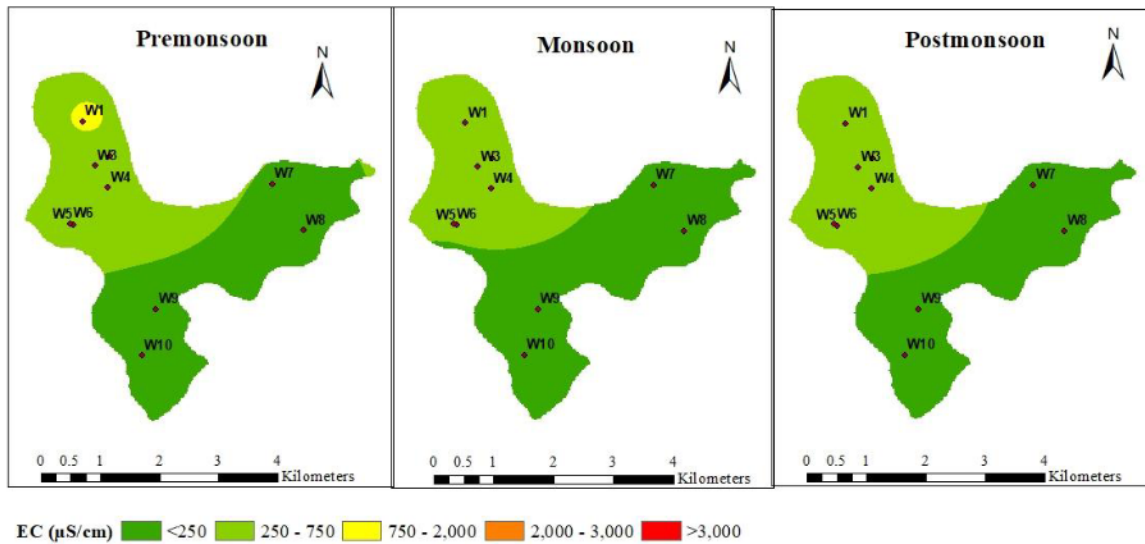 Premonsoon
N
W1
W3
W4
W5 W6
W7
W8
W9
W10
0 0.5 1 2 3 4
Kilometers
Monsoon
N
W1
W3
W4
W5 W6
W7
W8
W9
W10
0 0.5 1 2 3 4
Kilometers
Postmonsoon
N
W1
W3
W4
W5 W6
W7
W8
W9
W10
0 0.5 1 2 3 4
Kilometers
EC (µS/cm) <250 250 - 750 750 - 2,000 2,000 - 3,000 >3,000